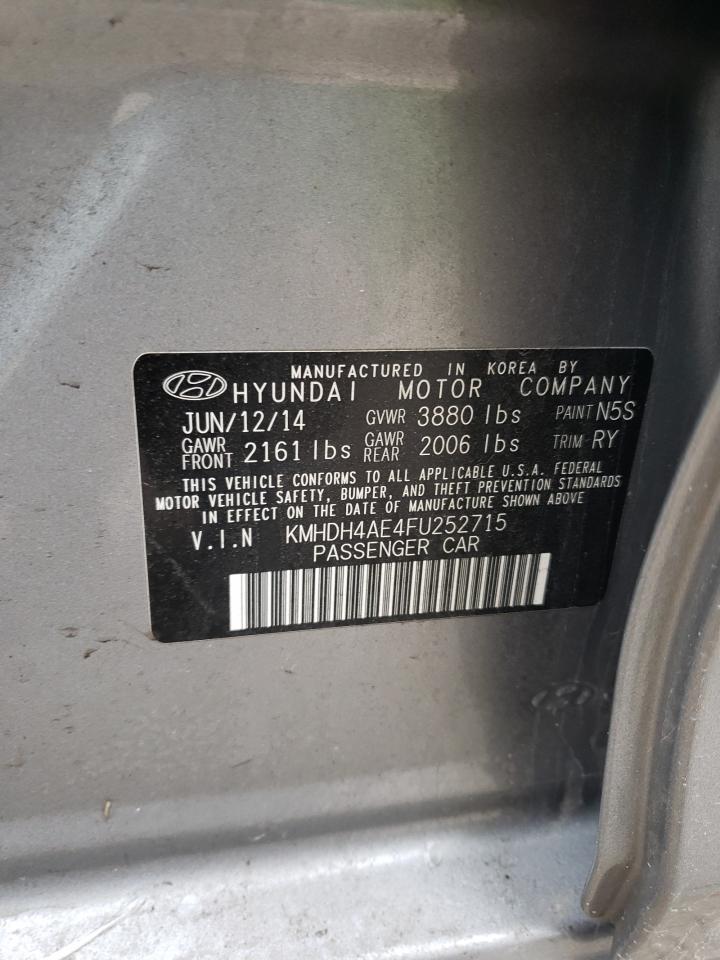 MANUFACTURED IN KOREA BY
HYUNDAI MOTOR COMPANY
JUN/12/14 GVWR 3880 lbs PAINT N5S
GAWR FRONT 2161 lbs GAWR REAR 2006 lbs TRIM RY
THIS VEHICLE CONFORMS TO ALL APPLICABLE U.S.A. FEDERAL
MOTOR VEHICLE SAFETY, BUMPER, AND THEFT PREVENTION STANDARDS
IN EFFECT ON THE DATE OF MANUFACTURE SHOWN ABOVE
V.I.N KMHDH4AE4FU252715
PASSENGER CAR